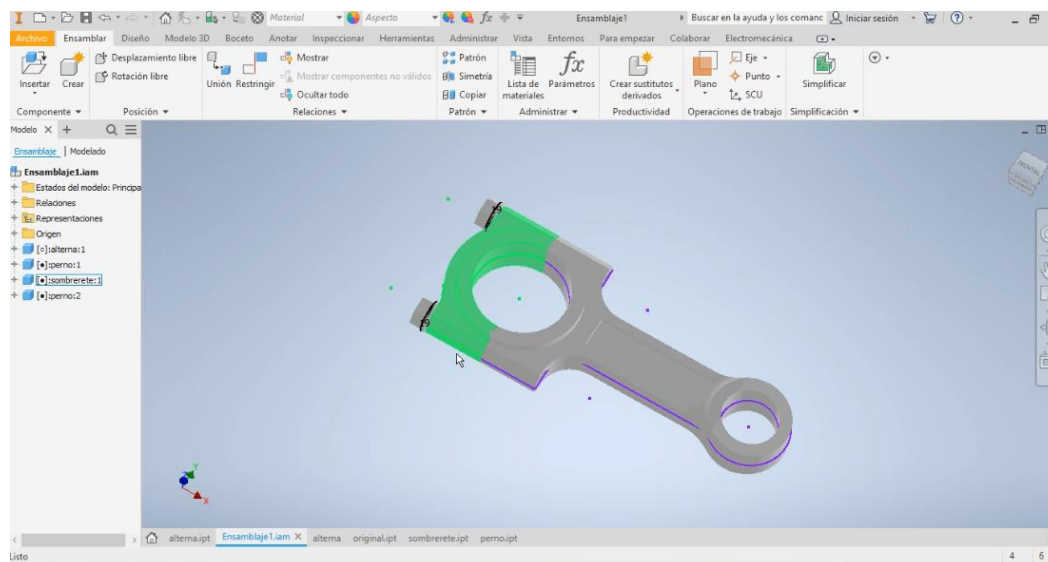 Material Aspecto fx Ensamblaje1 Buscar en la ayuda y los comanc Iniciar sesión
Archivo Ensamblar Diseño Modelo 3D Boceto Anotar Inspeccionar Herramientas Administrar Vista Entornos Para empezar Colaborar Electromecánica
Insertar Crear Desplazamiento libre Rotación libre Unión Restringir Mostrar Mostrar componentes no válidos Ocultar todo Patrón Simetría Copiar Lista de materiales fx Parámetros Crear sustitutos derivados Plano Eje Punto SCU Simplificar
Componente Posición Relaciones Patrón Administrar Productividad Operaciones de trabajo Simplificación
Modelo X +
Ensamblaje | Modelado
Ensamblaje1.iam
Estados del modelo: Principa
Relaciones
Representaciones
Origen
[○]:alterna:1
[●]:perno:1
[●]:sombrerete:1
[●]:perno:2
FRONTAL
Y
X
alterna.ipt Ensamblaje1.iam X alterna original.ipt sombrerete.ipt perno.ipt
Listo 4 6